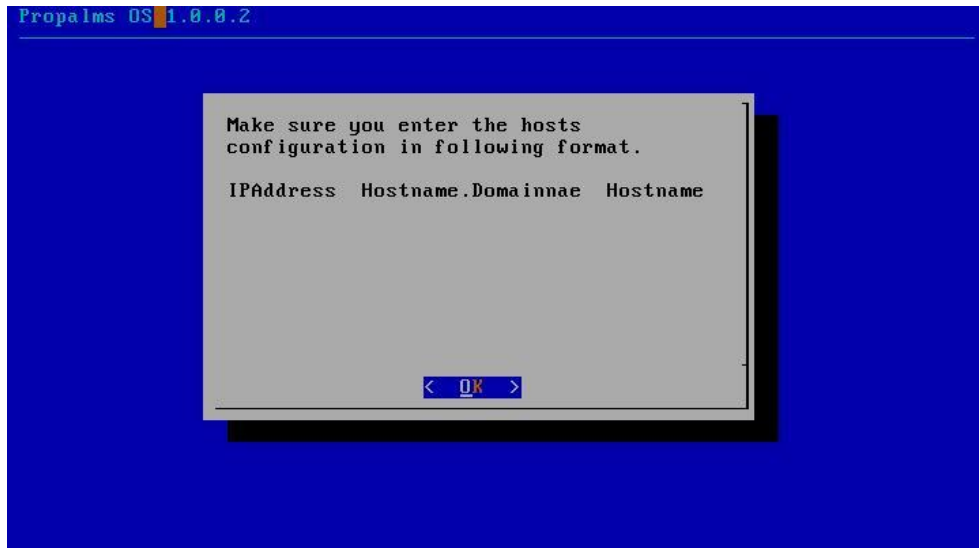 Propalms OS 1.0.0.2
Make sure you enter the hosts
configuration in following format.
IPAddress  Hostname.Domainnae  Hostname
<  OK  >